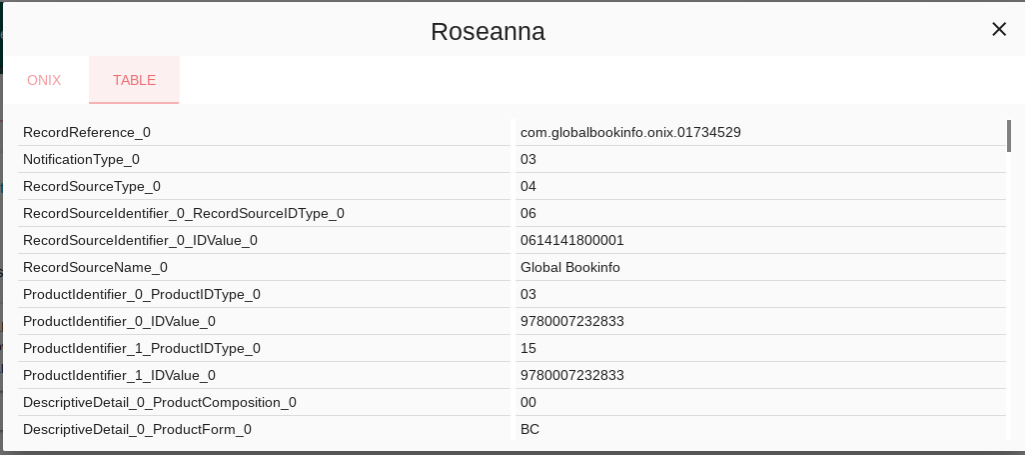 Roseanna
ONIX TABLE
RecordReference_0 com.globalbookinfo.onix.01734529
NotificationType_0 03
RecordSourceType_0 04
RecordSourceIdentifier_0_RecordSourceIDType_0 06
RecordSourceIdentifier_0_IDValue_0 0614141800001
RecordSourceName_0 Global Bookinfo
ProductIdentifier_0_ProductIDType_0 03
ProductIdentifier_0_IDValue_0 9780007232833
ProductIdentifier_1_ProductIDType_0 15
ProductIdentifier_1_IDValue_0 9780007232833
DescriptiveDetail_0_ProductComposition_0 00
DescriptiveDetail_0_ProductForm_0 BC